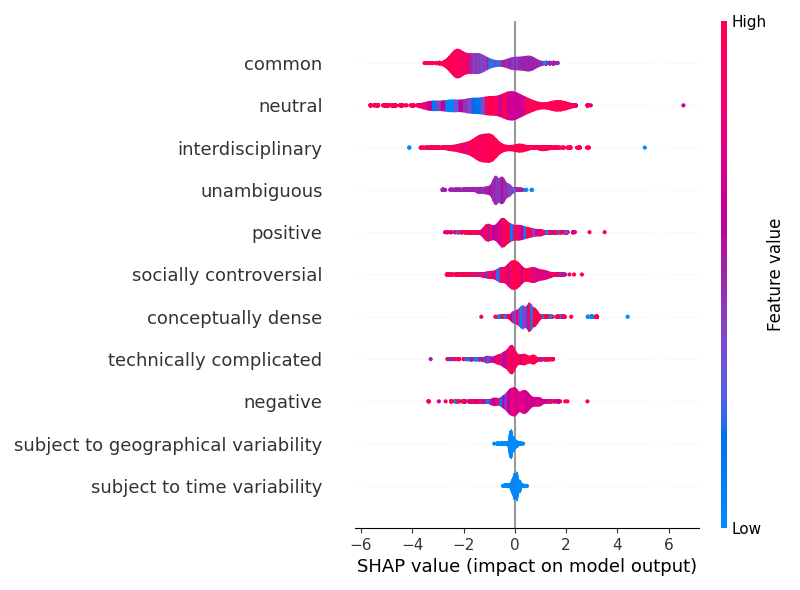 High
common
neutral
interdisciplinary
unambiguous
positive
socially controversial
conceptually dense
technically complicated
negative
subject to geographical variability
subject to time variability
Feature value
Low
−6 −4 −2 0 2 4 6
SHAP value (impact on model output)